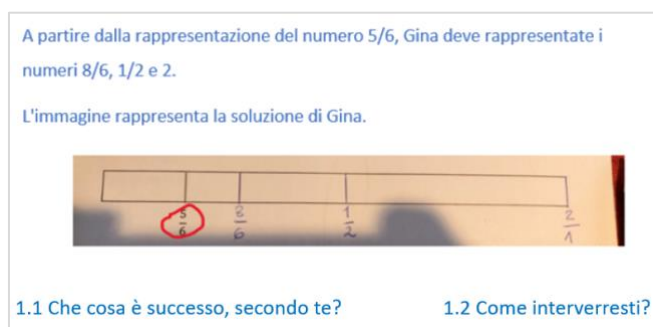 A partire dalla rappresentazione del numero 5/6, Gina deve rappresentate i
numeri 8/6, 1/2 e 2.
L'immagine rappresenta la soluzione di Gina.
5/6 8/6 1/2 2/1
1.1 Che cosa è successo, secondo te? 1.2 Come interverresti?